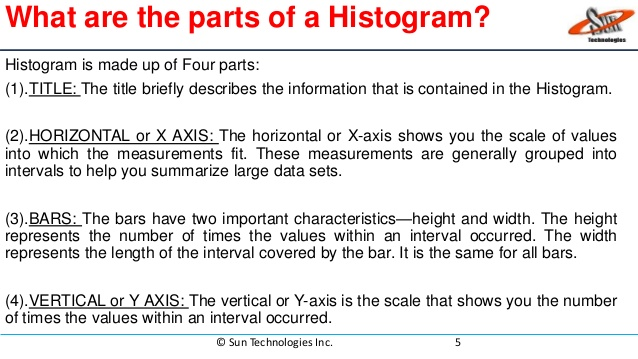 What are the parts of a Histogram?
Sun
Technologies
Histogram is made up of Four parts:
(1).TITLE: The title briefly describes the information that is contained in the Histogram.
(2).HORIZONTAL or X AXIS: The horizontal or X-axis shows you the scale of values
into which the measurements fit. These measurements are generally grouped into
intervals to help you summarize large data sets.
(3).BARS: The bars have two important characteristics—height and width. The height
represents the number of times the values within an interval occurred. The width
represents the length of the interval covered by the bar. It is the same for all bars.
(4).VERTICAL or Y AXIS: The vertical or Y-axis is the scale that shows you the number
of times the values within an interval occurred.
© Sun Technologies Inc. 5